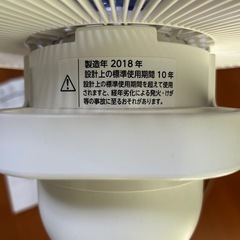 製造年 2018 年
設計上の標準使用期間 10 年
設計上の標準使用期間を超えて使用
されますと、経年劣化による発火・けが
等の事故に至るおそれがあります。